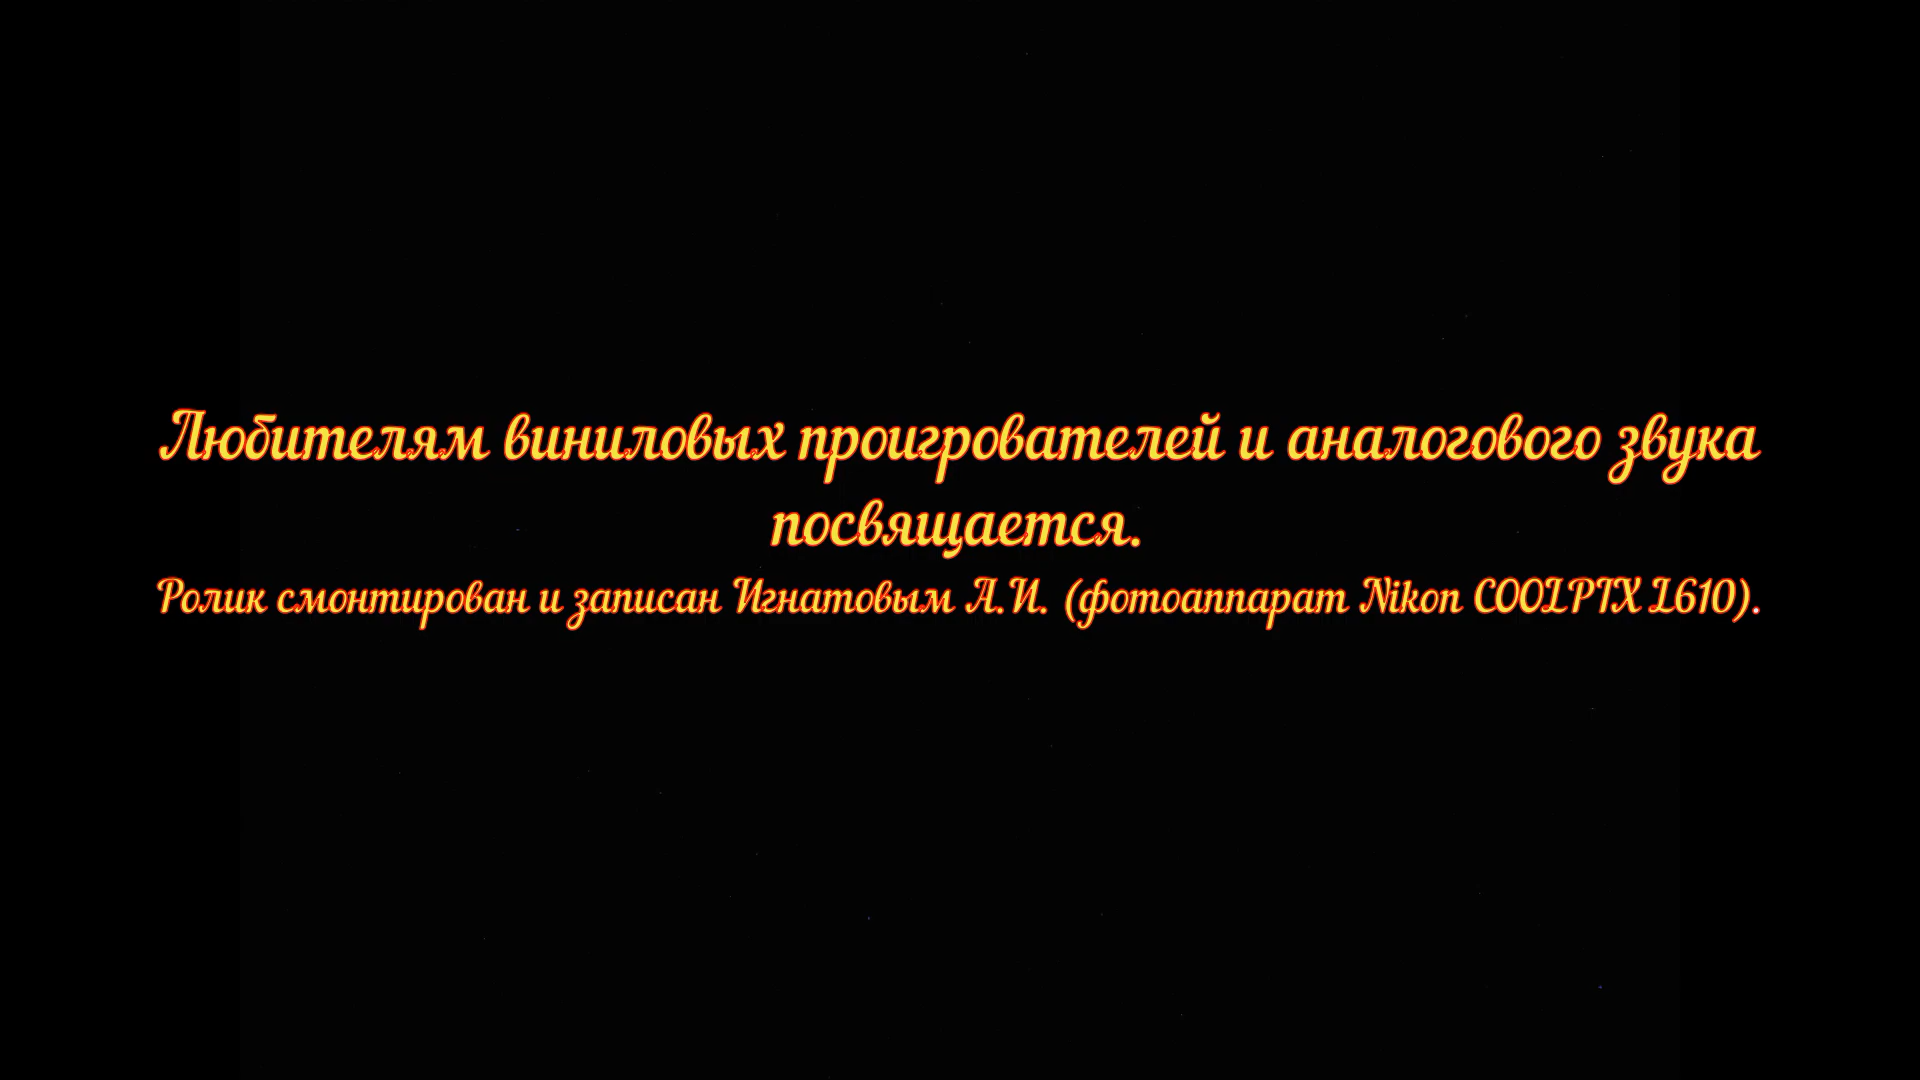 Любителям виниловых проигрователей и аналогового звука
посвящается.
Ролик смонтирован и записан Игнатовым А.И. (фотоаппарат Nikon COOLPIX L610).